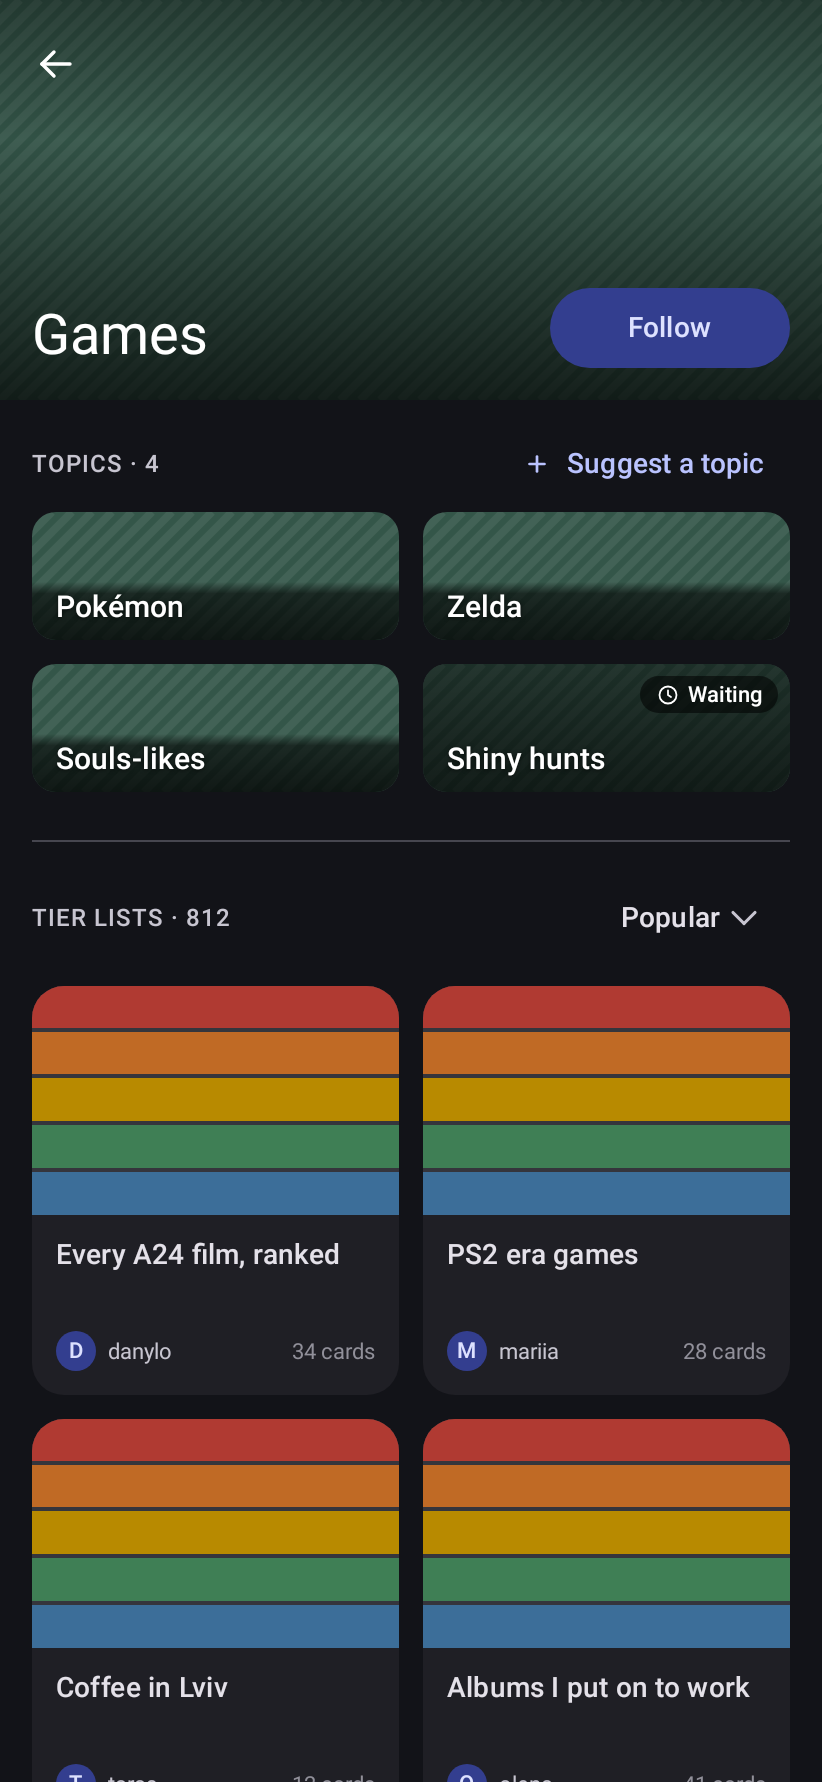 Games
Follow
TOPICS · 4
+ Suggest a topic
Pokémon
Zelda
Souls-likes
Waiting
Shiny hunts
TIER LISTS · 812
Popular
Every A24 film, ranked
PS2 era games
D danylo 34 cards
M mariia 28 cards
Coffee in Lviv
Albums I put on to work